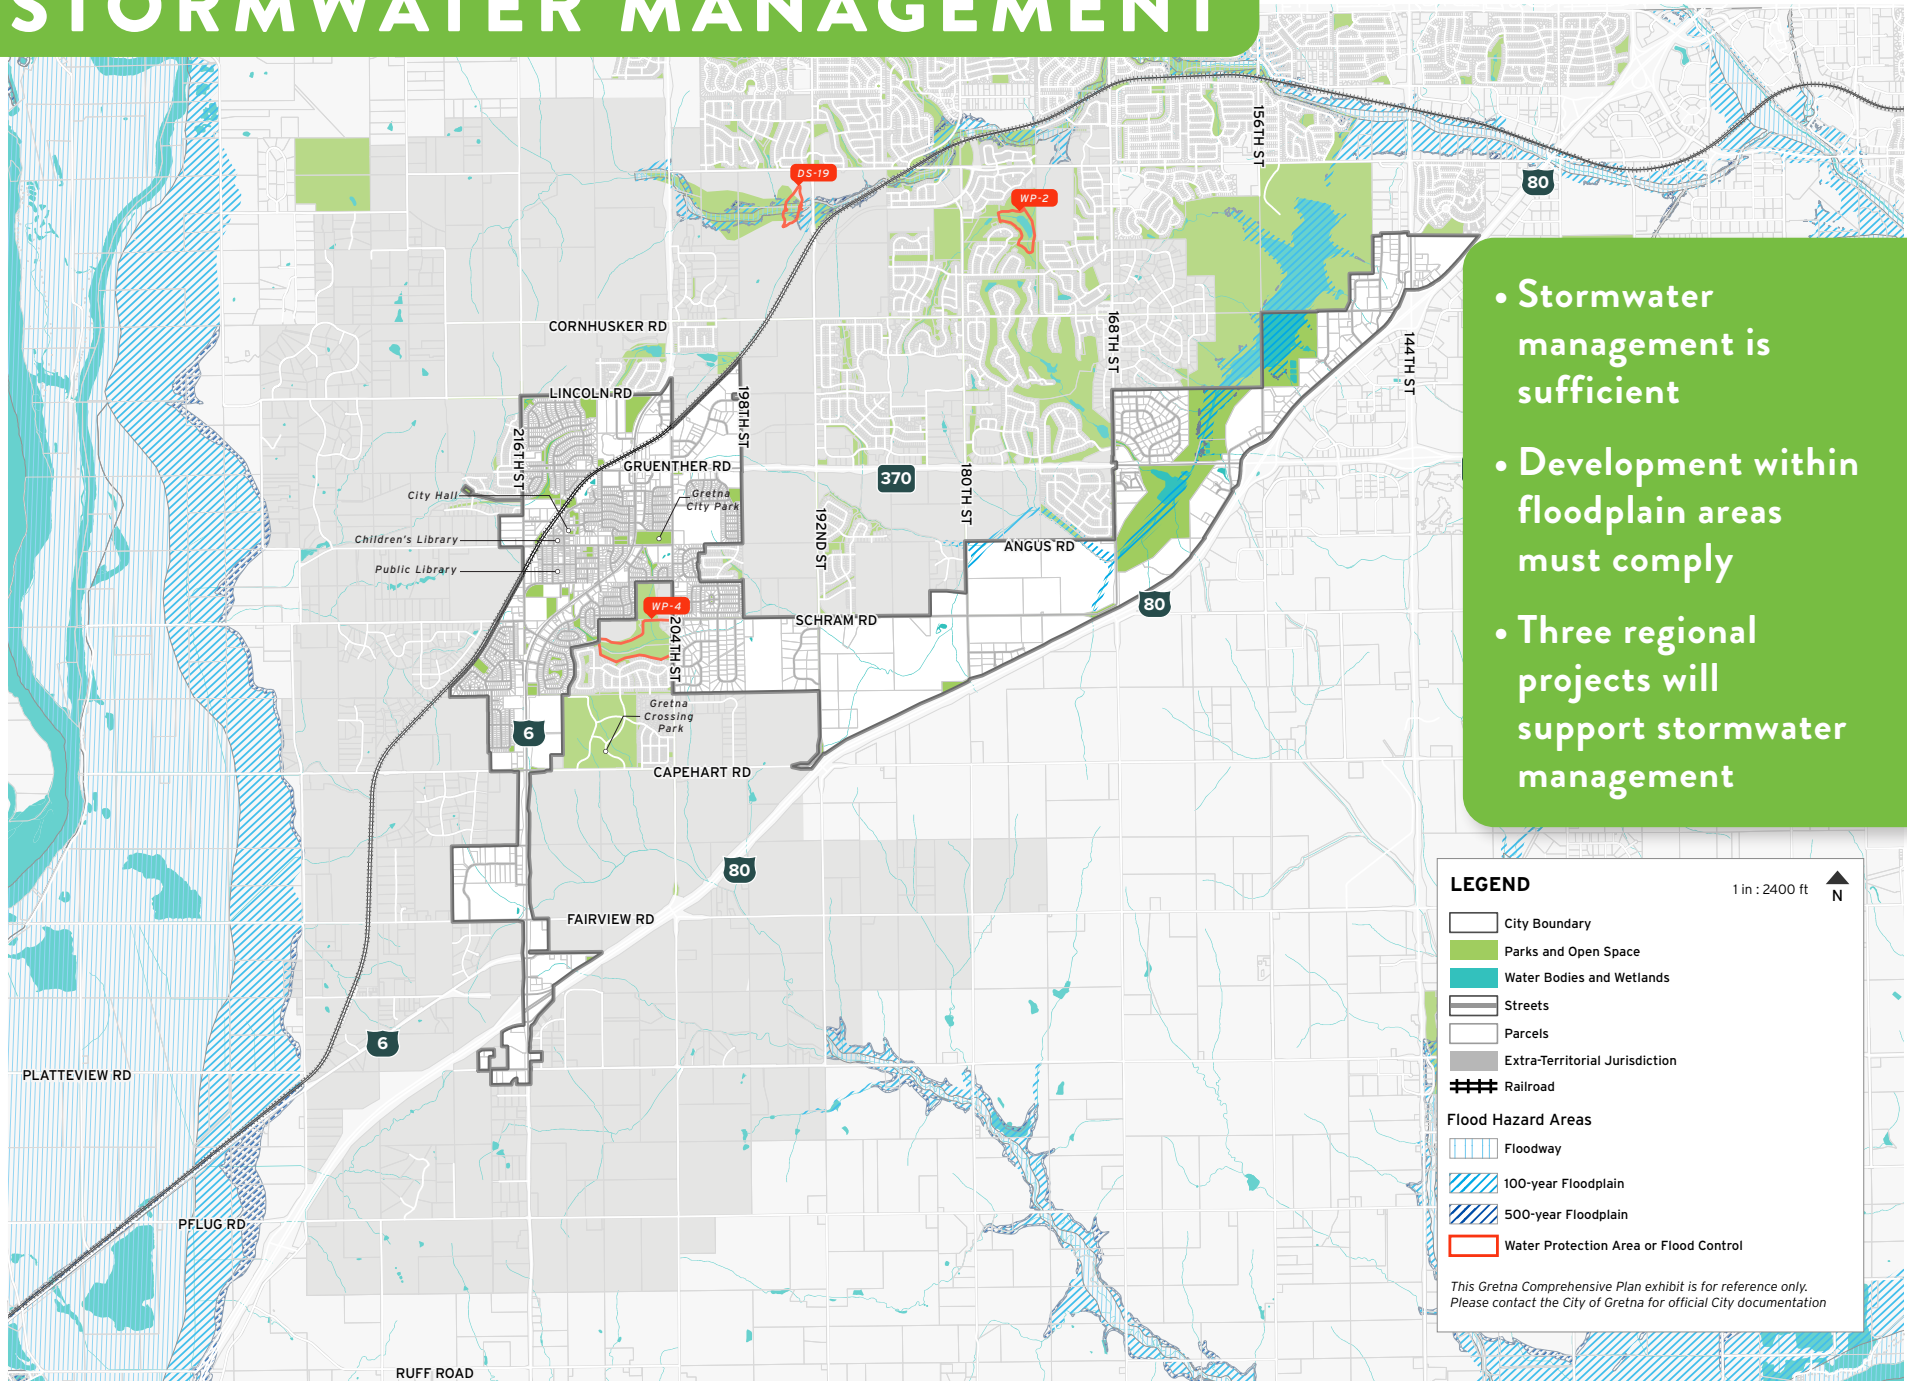 STORMWATER MANAGEMENT
156TH ST
80
DS-19
WP-2
CORNHUSKER RD
168TH ST
144TH ST
LINCOLN RD
198TH ST
216TH ST
GRUENTHER RD
370
180TH ST
City Hall
Gretna
City Park
192ND ST
Children's Library
ANGUS RD
Public Library
80
WP-4
SCHRAM RD
204TH ST
Gretna
Crossing
Park
6
CAPEHART RD
80
FAIRVIEW RD
6
PLATTEVIEW RD
PFLUG RD
RUFF ROAD
• Stormwater
management is
sufficient
• Development within
floodplain areas
must comply
• Three regional
projects will
support stormwater
management
LEGEND
1 in : 2400 ft
N
City Boundary
Parks and Open Space
Water Bodies and Wetlands
Streets
Parcels
Extra-Territorial Jurisdiction
Railroad
Flood Hazard Areas
Floodway
100-year Floodplain
500-year Floodplain
Water Protection Area or Flood Control
This Gretna Comprehensive Plan exhibit is for reference only.
Please contact the City of Gretna for official City documentation